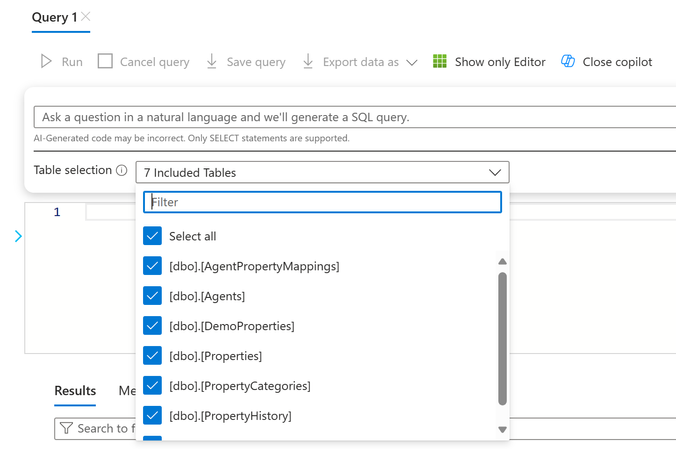 Query 1
Run Cancel query Save query Export data as Show only Editor Close copilot
Ask a question in a natural language and we'll generate a SQL query.
AI-Generated code may be incorrect. Only SELECT statements are supported.
Table selection 7 Included Tables
Filter
1
Select all
[dbo].[AgentPropertyMappings]
[dbo].[Agents]
[dbo].[DemoProperties]
[dbo].[Properties]
[dbo].[PropertyCategories]
Results Me
[dbo].[PropertyHistory]
Search to f